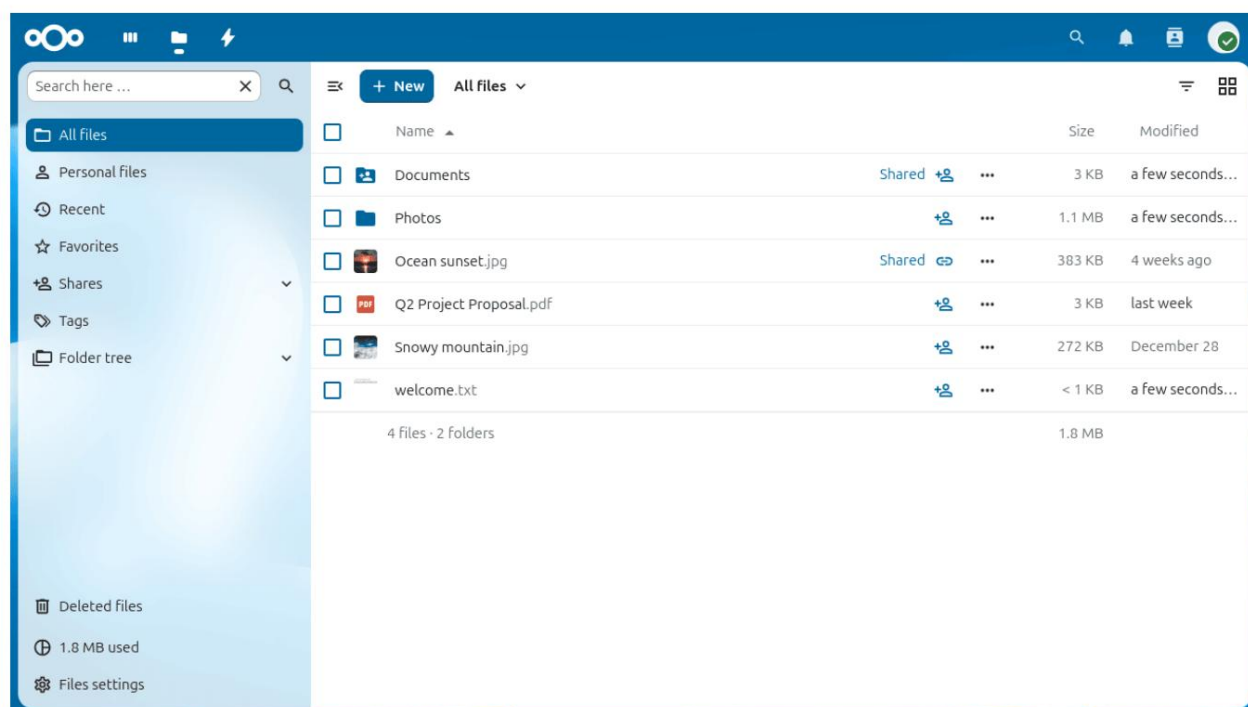 Search here ...
+ New
All files
All files
Personal files
Recent
Favorites
Shares
Tags
Folder tree
Deleted files
1.8 MB used
Files settings
Name Size Modified
Documents Shared 3 KB a few seconds...
Photos 1.1 MB a few seconds...
Ocean sunset.jpg Shared 383 KB 4 weeks ago
PDF Q2 Project Proposal.pdf 3 KB last week
Snowy mountain.jpg 272 KB December 28
welcome.txt < 1 KB a few seconds...
4 files · 2 folders 1.8 MB